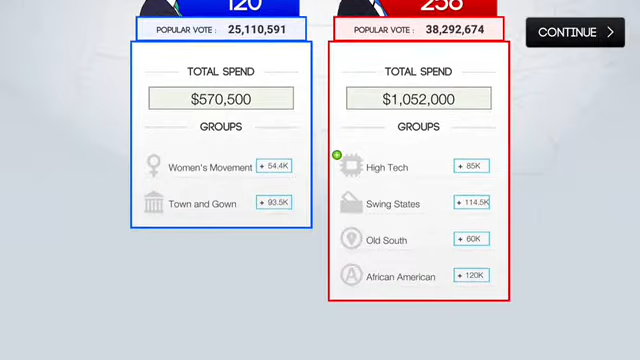 120
256
POPULAR VOTE : 25,110,591
POPULAR VOTE : 38,292,674
CONTINUE
TOTAL SPEND
$570,500
GROUPS
Women's Movement + 54.4K
Town and Gown + 93.5K
TOTAL SPEND
$1,052,000
GROUPS
High Tech + 85K
Swing States + 114.5K
Old South + 60K
African American + 120K